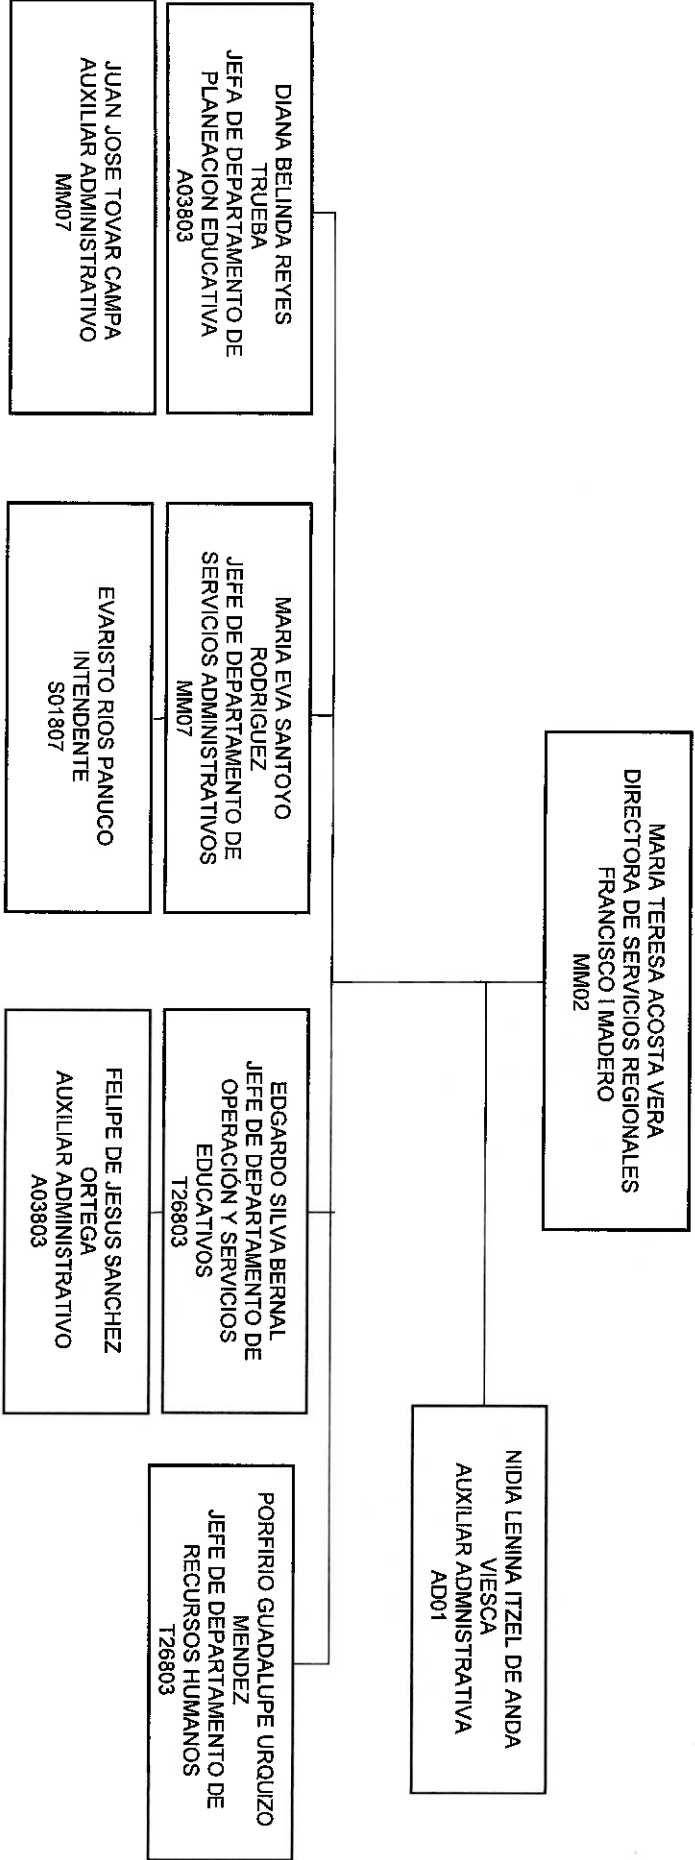 MARIA TERESA ACOSTA VERA
DIRECTORA DE SERVICIOS REGIONALES
FRANCISCO I MADERO
MM02
NIDIA LENINA ITZEL DE ANDA
VIESCA
AUXILIAR ADMNISTRATIVA
AD01
DIANA BELINDA REYES
TRUEBA
JEFA DE DEPARTAMENTO DE
PLANEACION EDUCATIVA
A03803
MARIA EVA SANTOYO
RODRIGUEZ
JEFE DE DEPARTAMENTO DE
SERVICIOS ADMINISTRATIVOS
MM07
EDGARDO SILVA BERNAL
JEFE DE DEPARTAMENTO DE
OPERACIÓN Y SERVICIOS
EDUCATIVOS
T26803
PORFIRIO GUADALUPE URQUIZO
MENDEZ
JEFE DE DEPARTAMENTO DE
RECURSOS HUMANOS
T26803
JUAN JOSE TOVAR CAMPA
AUXILIAR ADMINISTRATIVO
MM07
EVARISTO RIOS PANUCO
INTENDENTE
S01807
FELIPE DE JESUS SANCHEZ
ORTEGA
AUXILIAR ADMINISTRATIVO
A03803